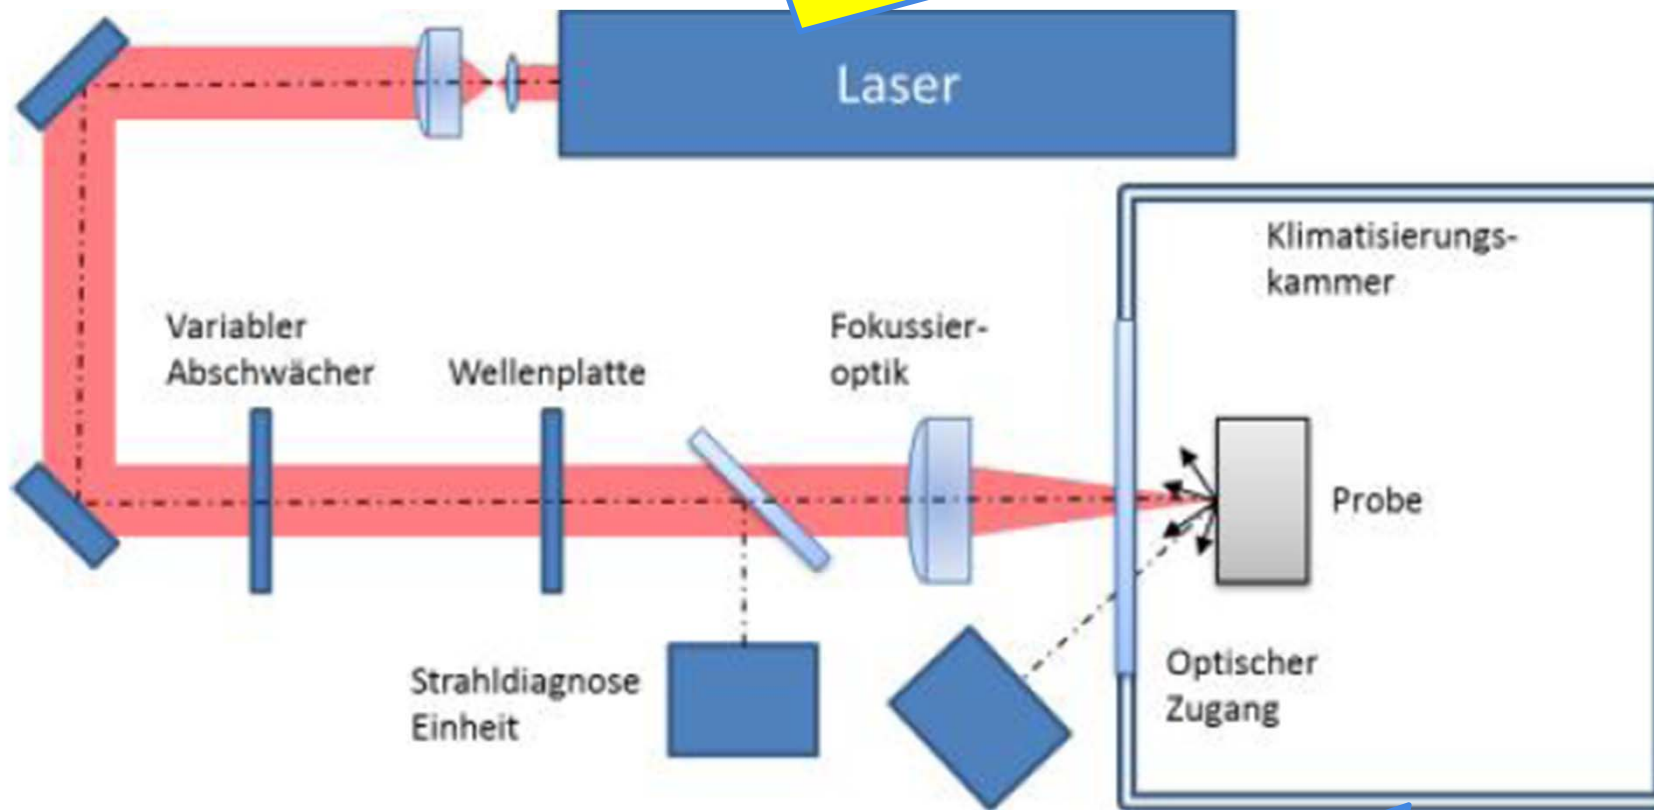 Laser
Klimatisierungs-
kammer
Variabler
Abschwächer
Wellenplatte
Fokussier-
optik
Probe
Strahldiagnose
Einheit
Optischer
Zugang